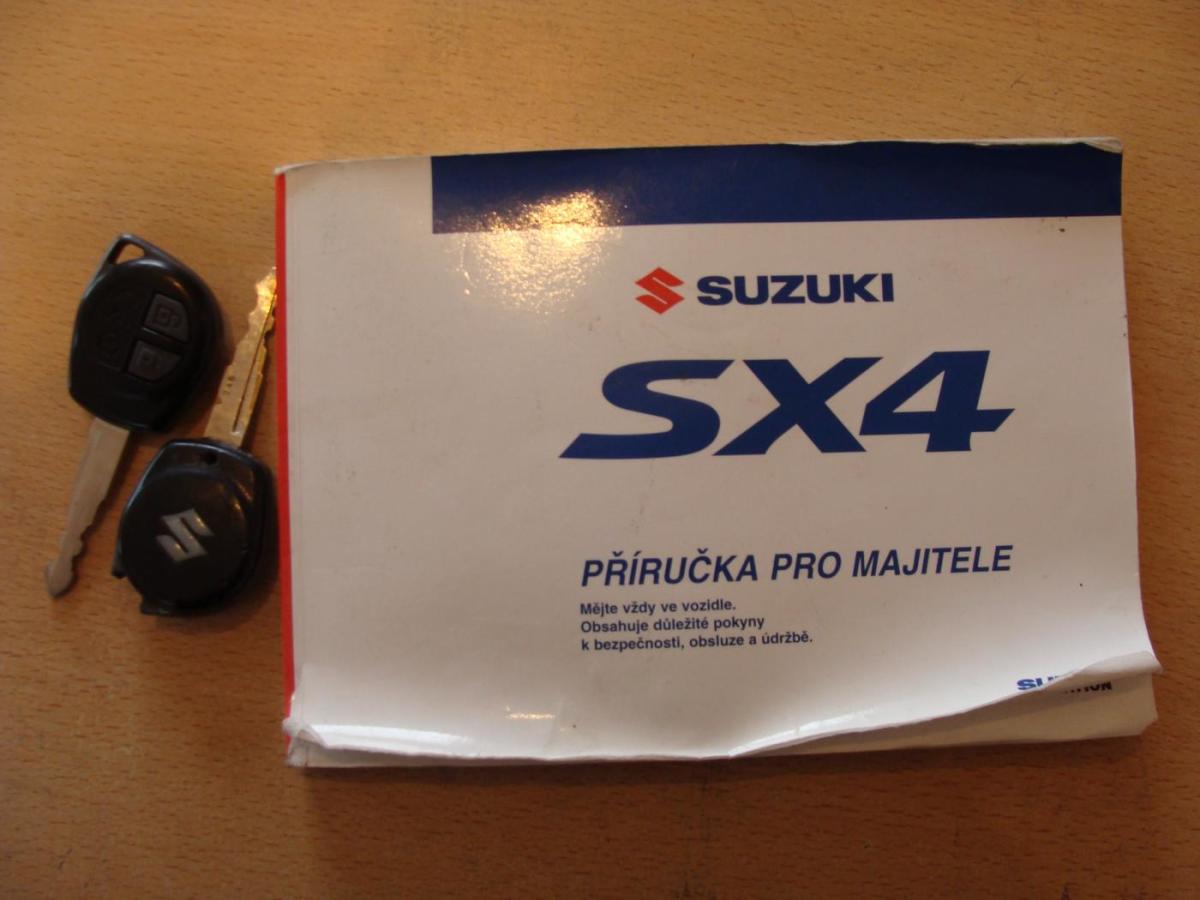 SUZUKI
SX4
PŘÍRUČKA PRO MAJITELE
Mějte vždy ve vozidle.
Obsahuje důležité pokyny
k bezpečnosti, obsluze a údržbě.